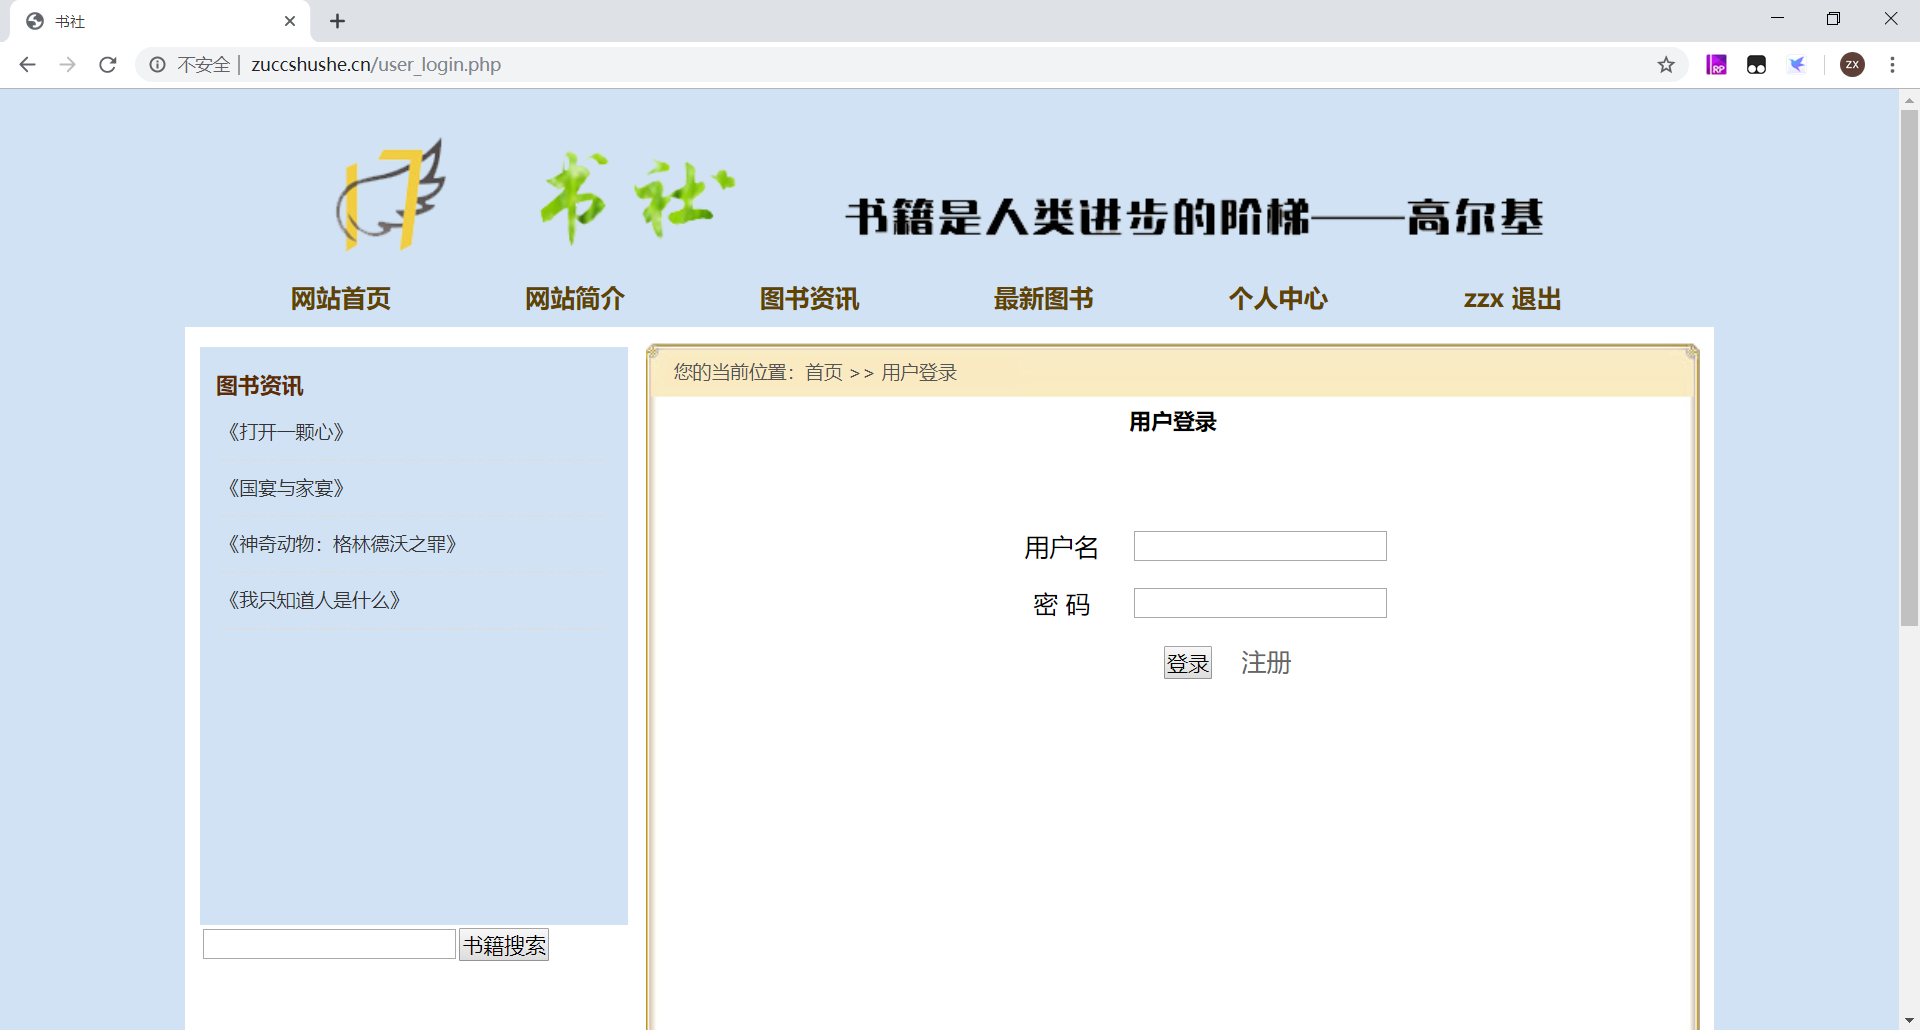 书社
不安全 | zuccshushe.cn/user_login.php
RP
ZX
17
书社
书籍是人类进步的阶梯——高尔基
网站首页 网站简介 图书资讯 最新图书 个人中心 zzx 退出
图书资讯
《打开一颗心》
《国宴与家宴》
《神奇动物：格林德沃之罪》
《我只知道人是什么》
书籍搜索
您的当前位置：首页 >> 用户登录
用户登录
用户名
密 码
登录 注册